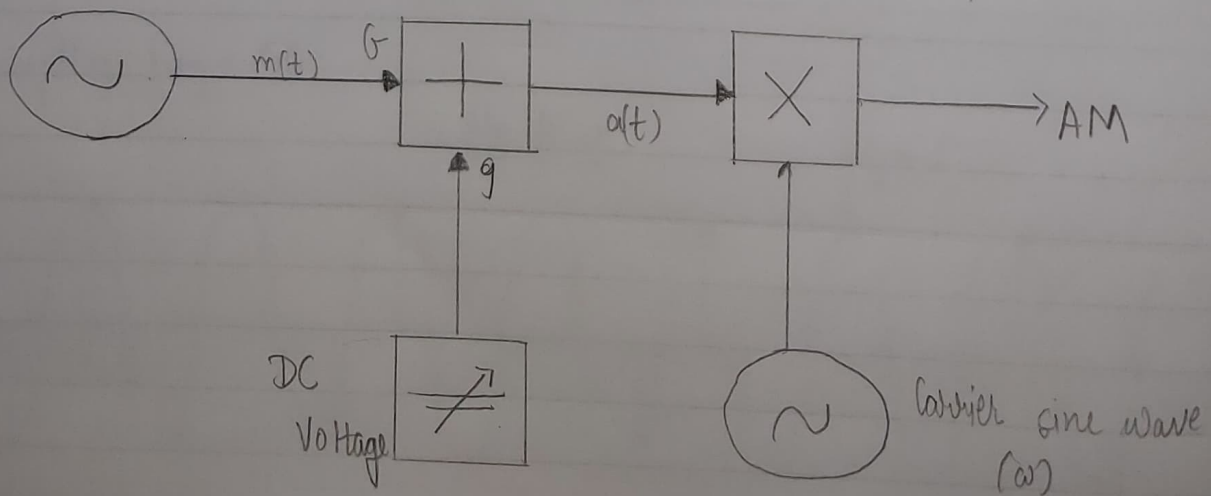 m(t)
G
a(t)
AM
g
DC
Voltage
Carrier sine wave
(ω)